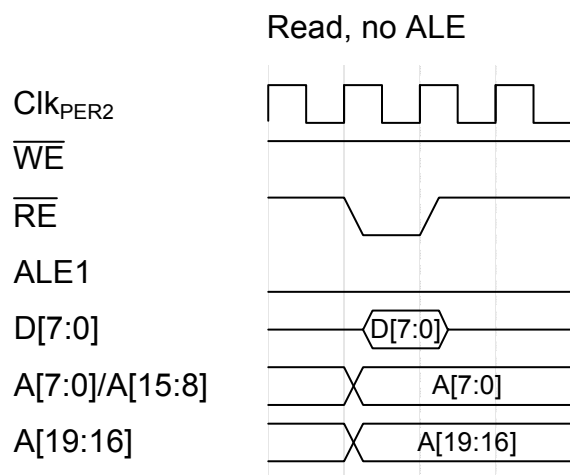 Read, no ALE
ClkPER2
WE
RE
ALE1
D[7:0] D[7:0]
A[7:0]/A[15:8] A[7:0]
A[19:16] A[19:16]